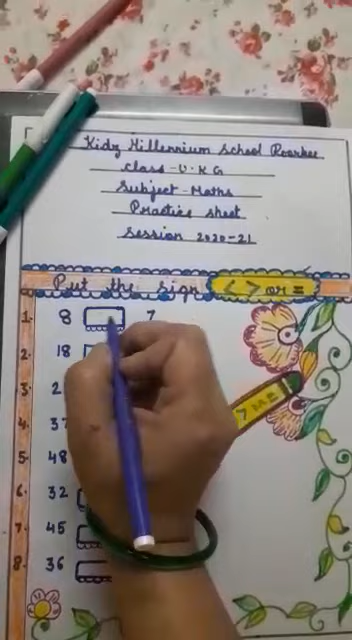 Kidz Millennium School Roorkee
Class - U.K.G
Subject - Maths
Practice sheet
Session 2020-21
Put the sign < > or =
1. 8 7
2. 18
3. 2
4. 37
5. 48
6. 32
7. 45
8. 36